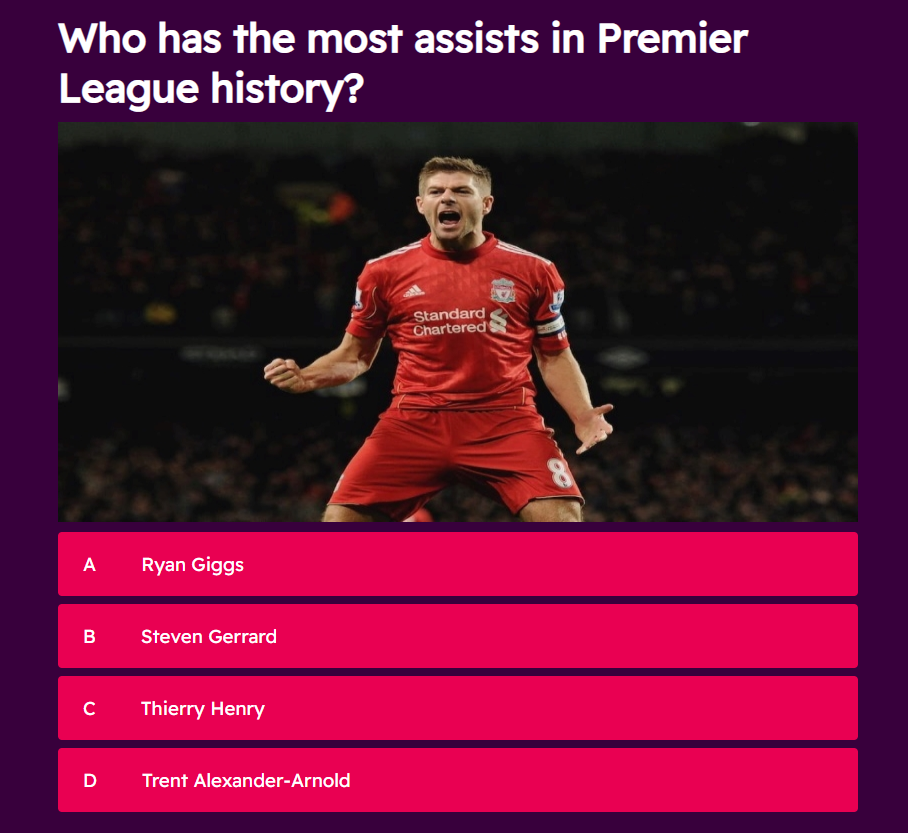 Who has the most assists in Premier
League history?
Standard
Chartered
8
A Ryan Giggs
B Steven Gerrard
C Thierry Henry
D Trent Alexander-Arnold